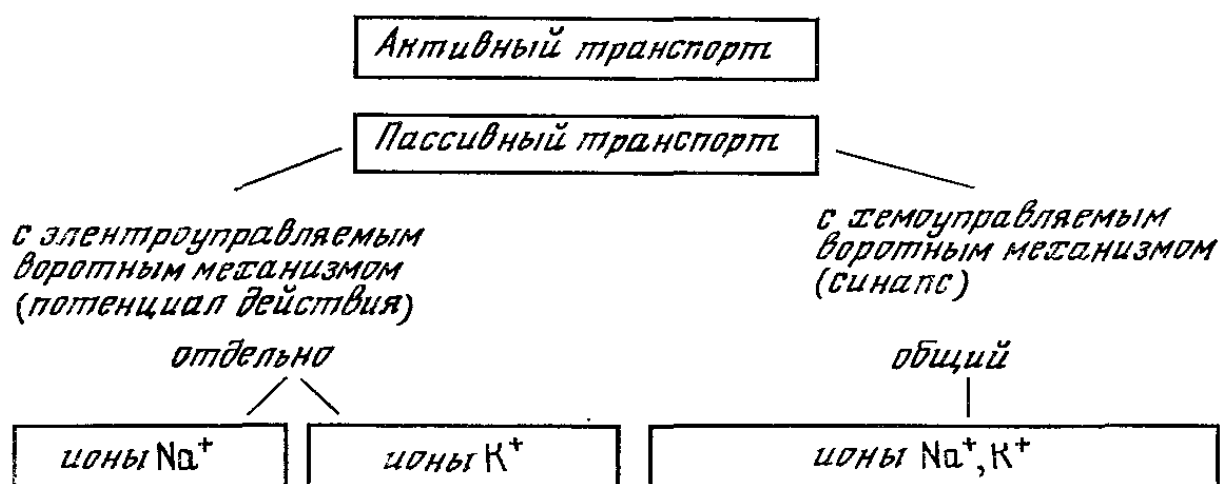 Активный транспорт
Пассивный транспорт
с электроуправляемым
воротным механизмом
(потенциал действия)
с хемоуправляемым
воротным механизмом
(синапс)
отдельно
общий
ионы Na⁺
ионы K⁺
ионы Na⁺, K⁺